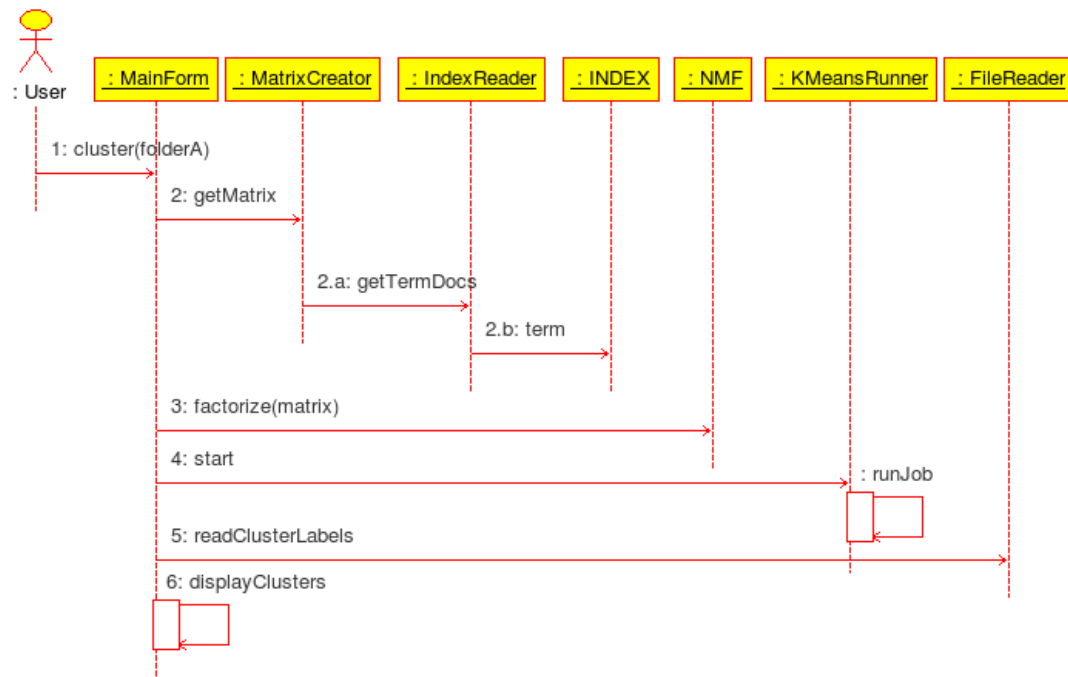 : User
: MainForm
: MatrixCreator
: IndexReader
: INDEX
: NMF
: KMeansRunner
: FileReader
1: cluster(folderA)
2: getMatrix
2.a: getTermDocs
2.b: term
3: factorize(matrix)
4: start
: runJob
5: readClusterLabels
6: displayClusters